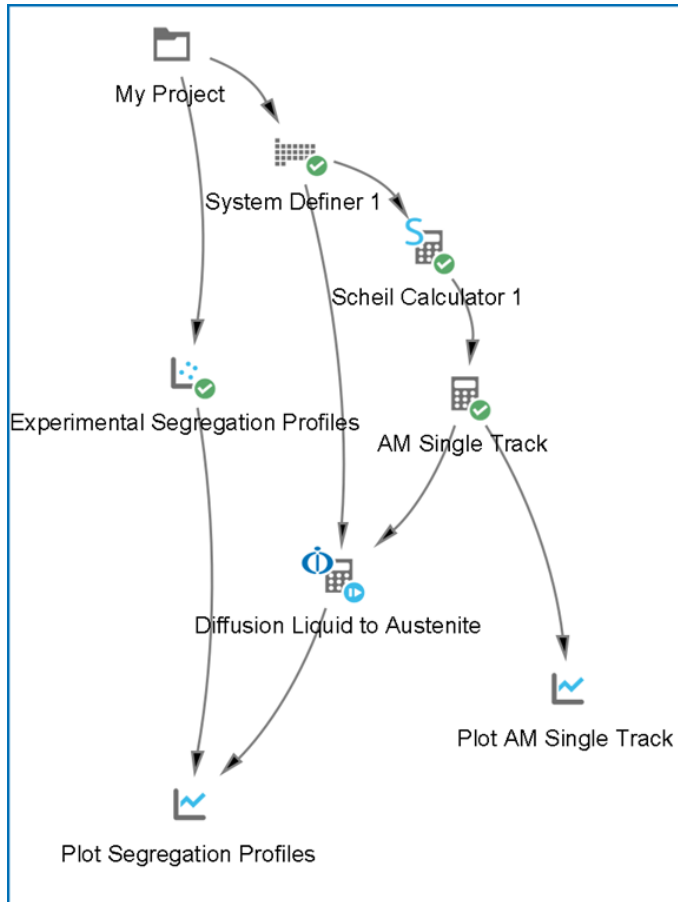 My Project
System Definer 1
S
Scheil Calculator 1
Experimental Segregation Profiles
AM Single Track
Φ
Diffusion Liquid to Austenite
Plot AM Single Track
Plot Segregation Profiles